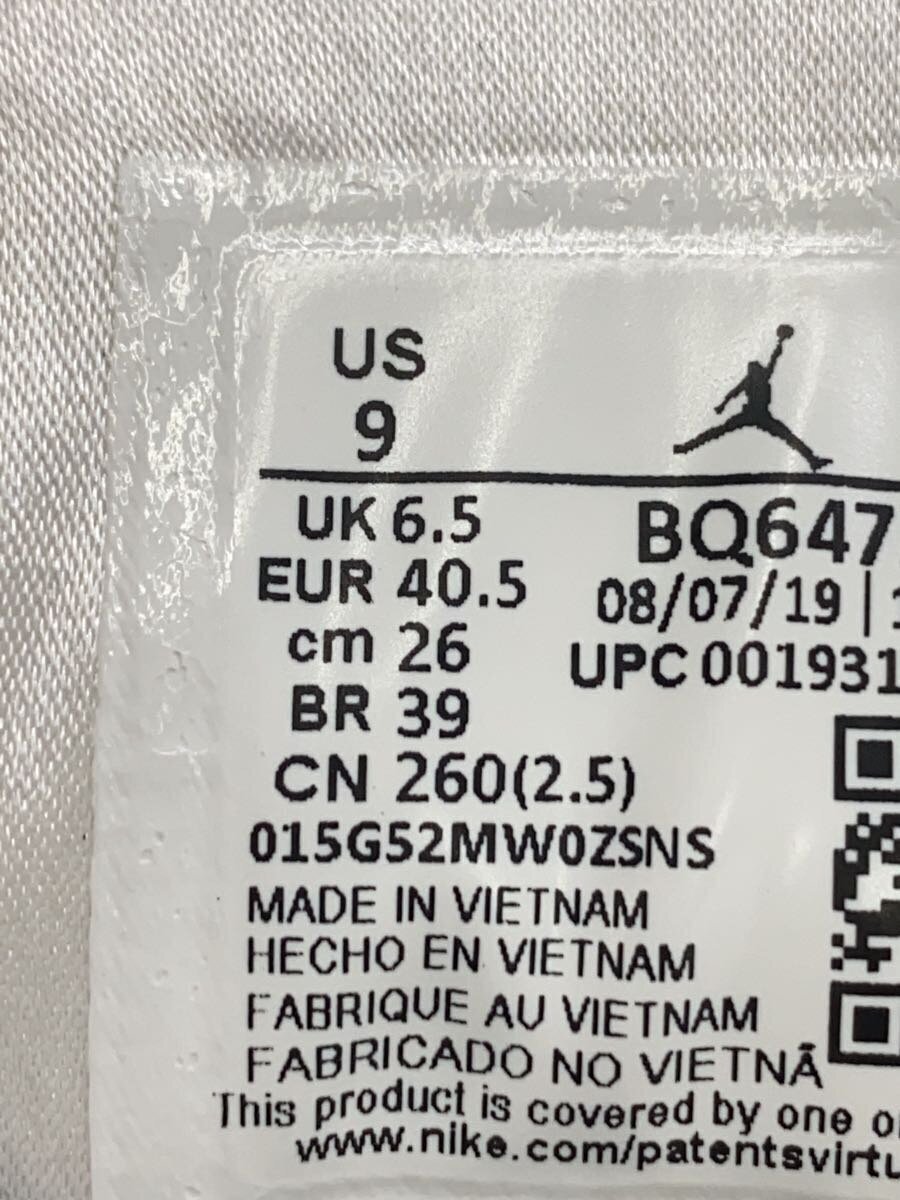 US
9
UK 6.5
EUR 40.5
cm 26
BR 39
CN 260(2.5)
BQ647
08/07/19 |
UPC 001931
015G52MW0ZSNS
MADE IN VIETNAM
HECHO EN VIETNAM
FABRIQUE AU VIETNAM
FABRICADO NO VIETNÃ
This product is covered by one o
www.nike.com/patentsvirtu